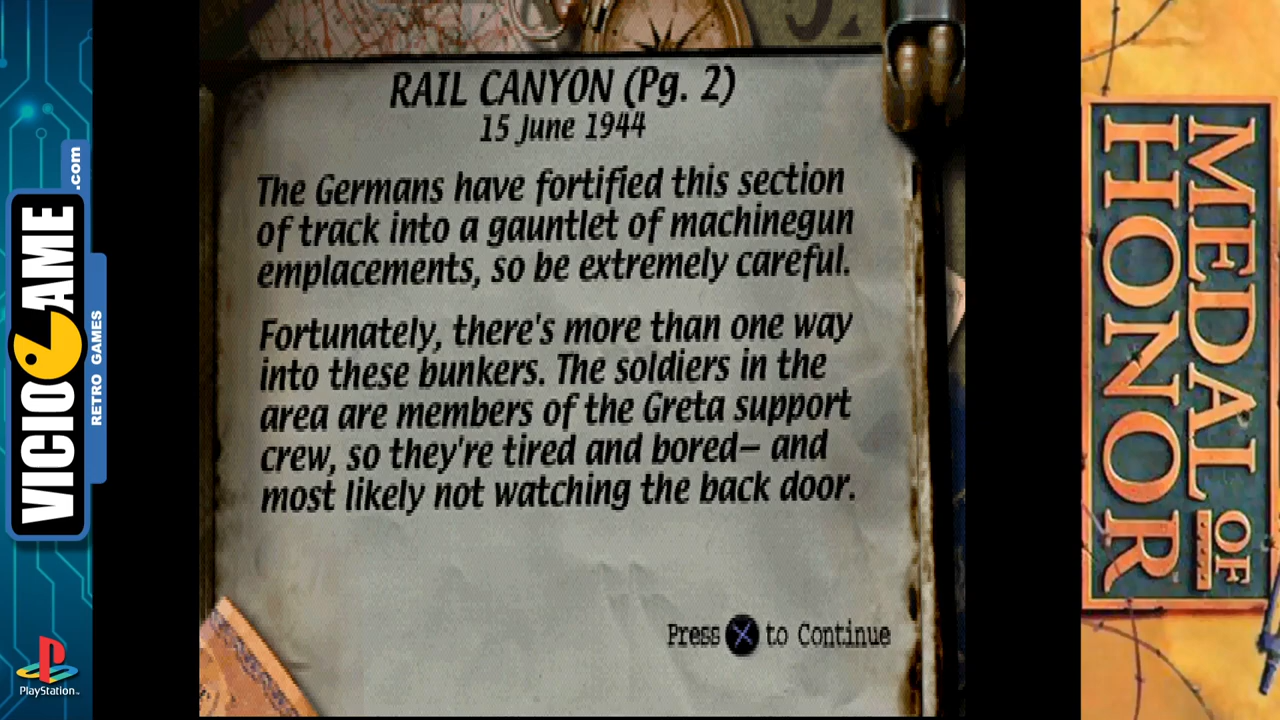 RAIL CANYON (Pg. 2)
15 June 1944
The Germans have fortified this section
of track into a gauntlet of machinegun
emplacements, so be extremely careful.
Fortunately, there's more than one way
into these bunkers. The soldiers in the
area are members of the Greta support
crew, so they're tired and bored– and
most likely not watching the back door.
Press X to Continue
VICIOGAME.com
RETRO GAMES
PlayStation
MEDAL OF
HONOR